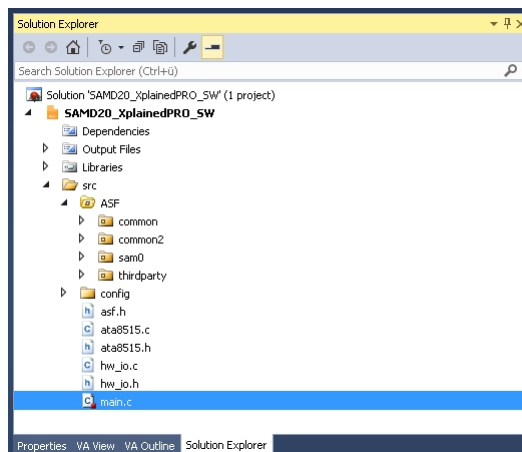 Solution Explorer
Search Solution Explorer (Ctrl+ü)
Solution 'SAMD20_XplainedPRO_SW' (1 project)
SAMD20_XplainedPRO_SW
Dependencies
Output Files
Libraries
src
ASF
common
common2
sam0
thirdparty
config
asf.h
ata8515.c
ata8515.h
hw_io.c
hw_io.h
main.c
Properties VA View VA Outline Solution Explorer